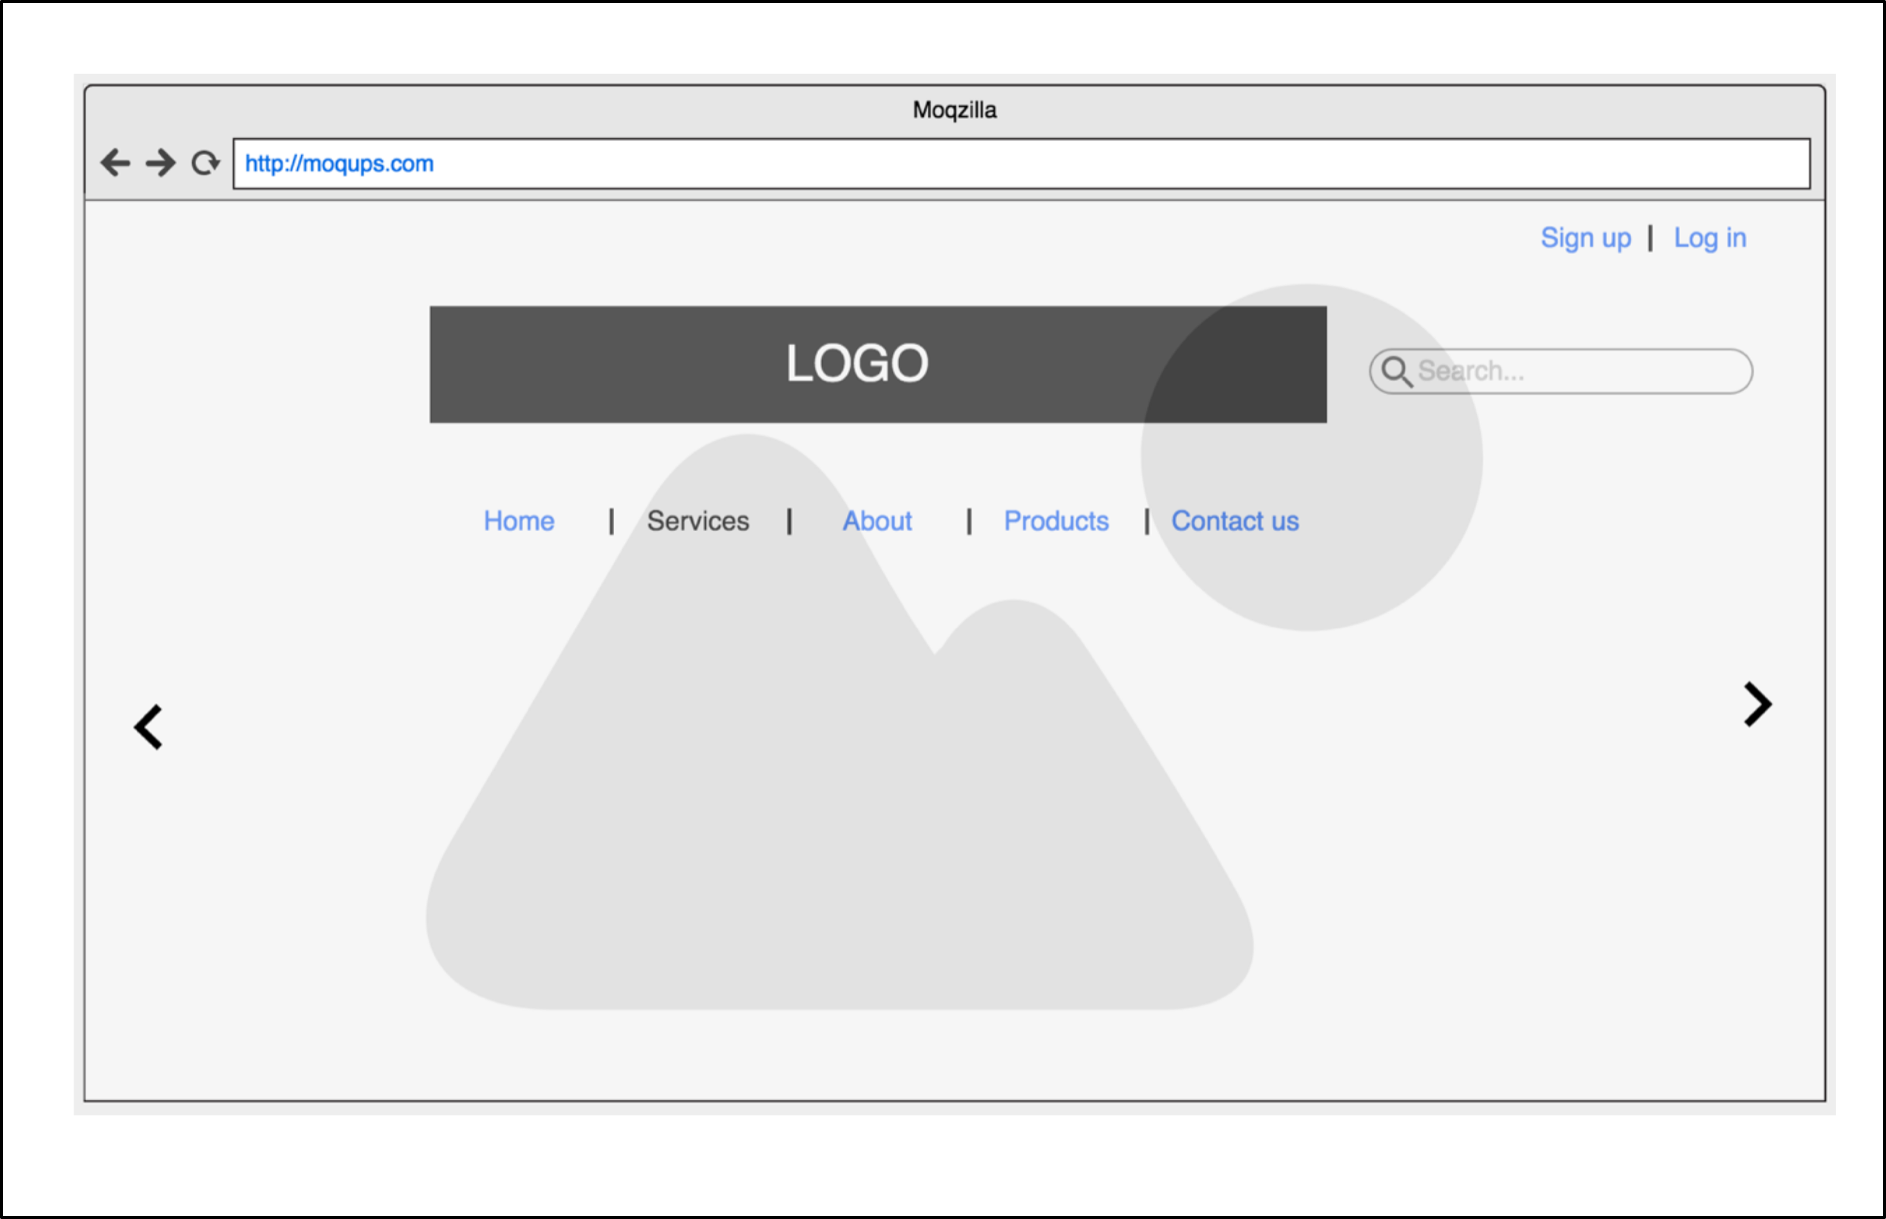 Moqzilla
http://moqups.com
Sign up | Log in
LOGO
Search...
Home | Services | About | Products | Contact us